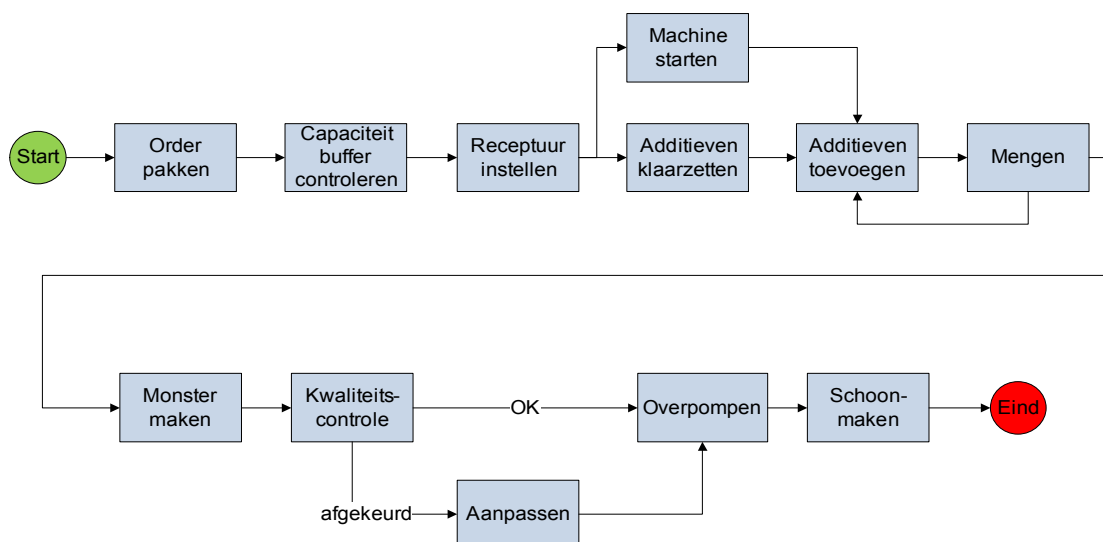 Machine
starten
Start
Order
pakken
Capaciteit
buffer
controleren
Receptuur
instellen
Additieven
klaarzetten
Additieven
toevoegen
Mengen
Monster
maken
Kwaliteits-
controle
OK
Overpompen
Schoon-
maken
Eind
afgekeurd
Aanpassen